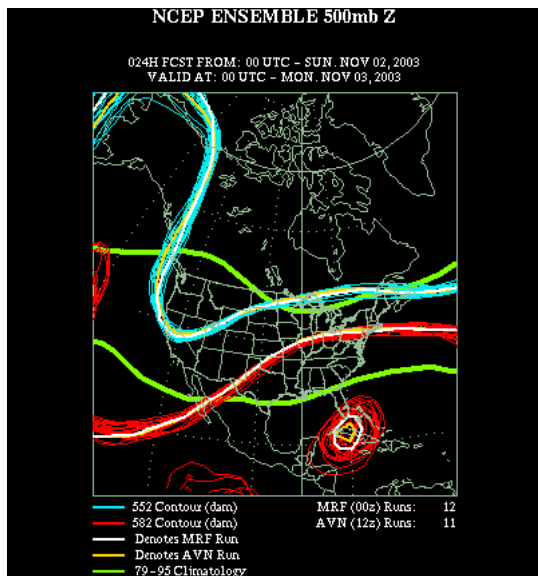 NCEP ENSEMBLE 500mb Z
024H FCST FROM: 00 UTC - SUN. NOV 02, 2003
VALID AT: 00 UTC - MON. NOV 03, 2003
552 Contour (dam) MRF (00z) Runs: 12
582 Contour (dam) AVN (12z) Runs: 11
Denotes MRF Run
Denotes AVN Run
79-95 Climatology